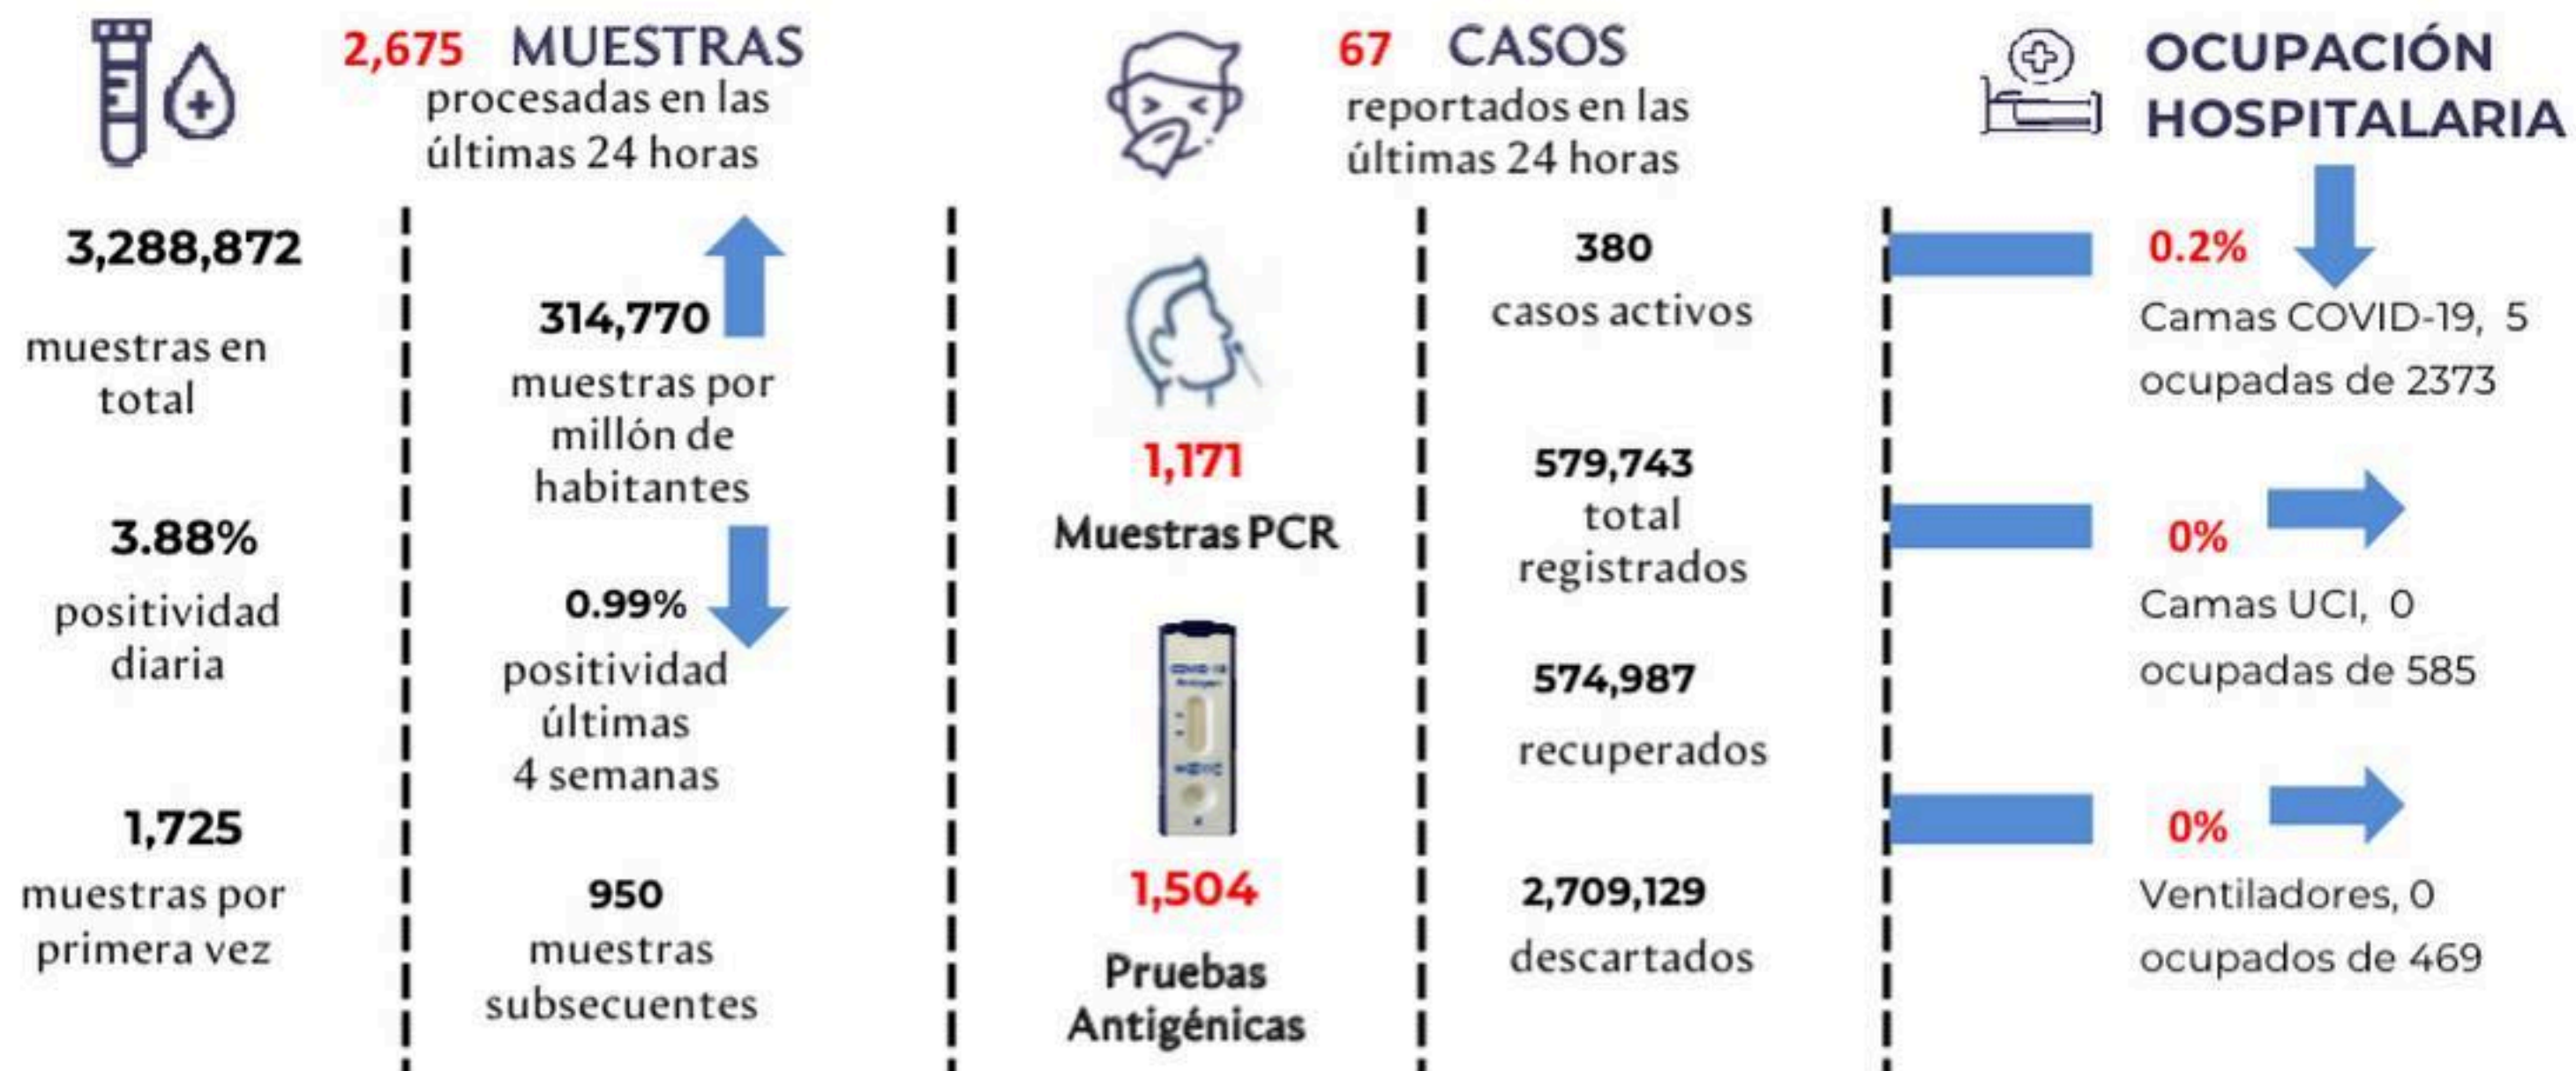 2,675 MUESTRAS
procesadas en las
últimas 24 horas
3,288,872
muestras en
total
3.88%
positividad
diaria
1,725
muestras por
primera vez
314,770
muestras por
millón de
habitantes
0.99%
positividad
últimas
4 semanas
950
muestras
subsecuentes
67 CASOS
reportados en las
últimas 24 horas
1,171
Muestras PCR
COVID-19
Antigen
1,504
Pruebas
Antigénicas
380
casos activos
579,743
total
registrados
574,987
recuperados
2,709,129
descartados
OCUPACIÓN
HOSPITALARIA
0.2%
Camas COVID-19, 5
ocupadas de 2373
0%
Camas UCI, 0
ocupadas de 585
0%
Ventiladores, 0
ocupados de 469